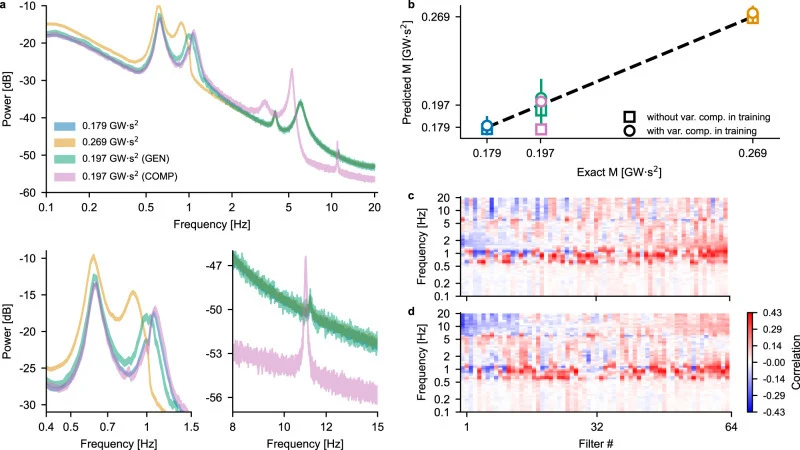 a
Power [dB]
-10
-20
-30
-40
-50
-60
0.179 GW·s²
0.269 GW·s²
0.197 GW·s² (GEN)
0.197 GW·s² (COMP)
0.1 0.2 0.5 1 2 5 10 20
Frequency [Hz]
Power [dB]
-10
-15
-20
-25
-30
0.4 0.5 0.7 1 1.5
Frequency [Hz]
-47
-50
-53
-56
8 10 12 15
Frequency [Hz]
b
Predicted M [GW·s²]
0.269
0.197
0.179
without var. comp. in training
with var. comp. in training
0.179 0.197 0.269
Exact M [GW·s²]
c
Frequency [Hz]
20
10
5
2
1
0.5
0.2
0.1
d
Frequency [Hz]
20
10
5
2
1
0.5
0.2
0.1
1 32 64
Filter #
0.43
0.29
0.14
-0.00
-0.14
-0.29
-0.43
Correlation